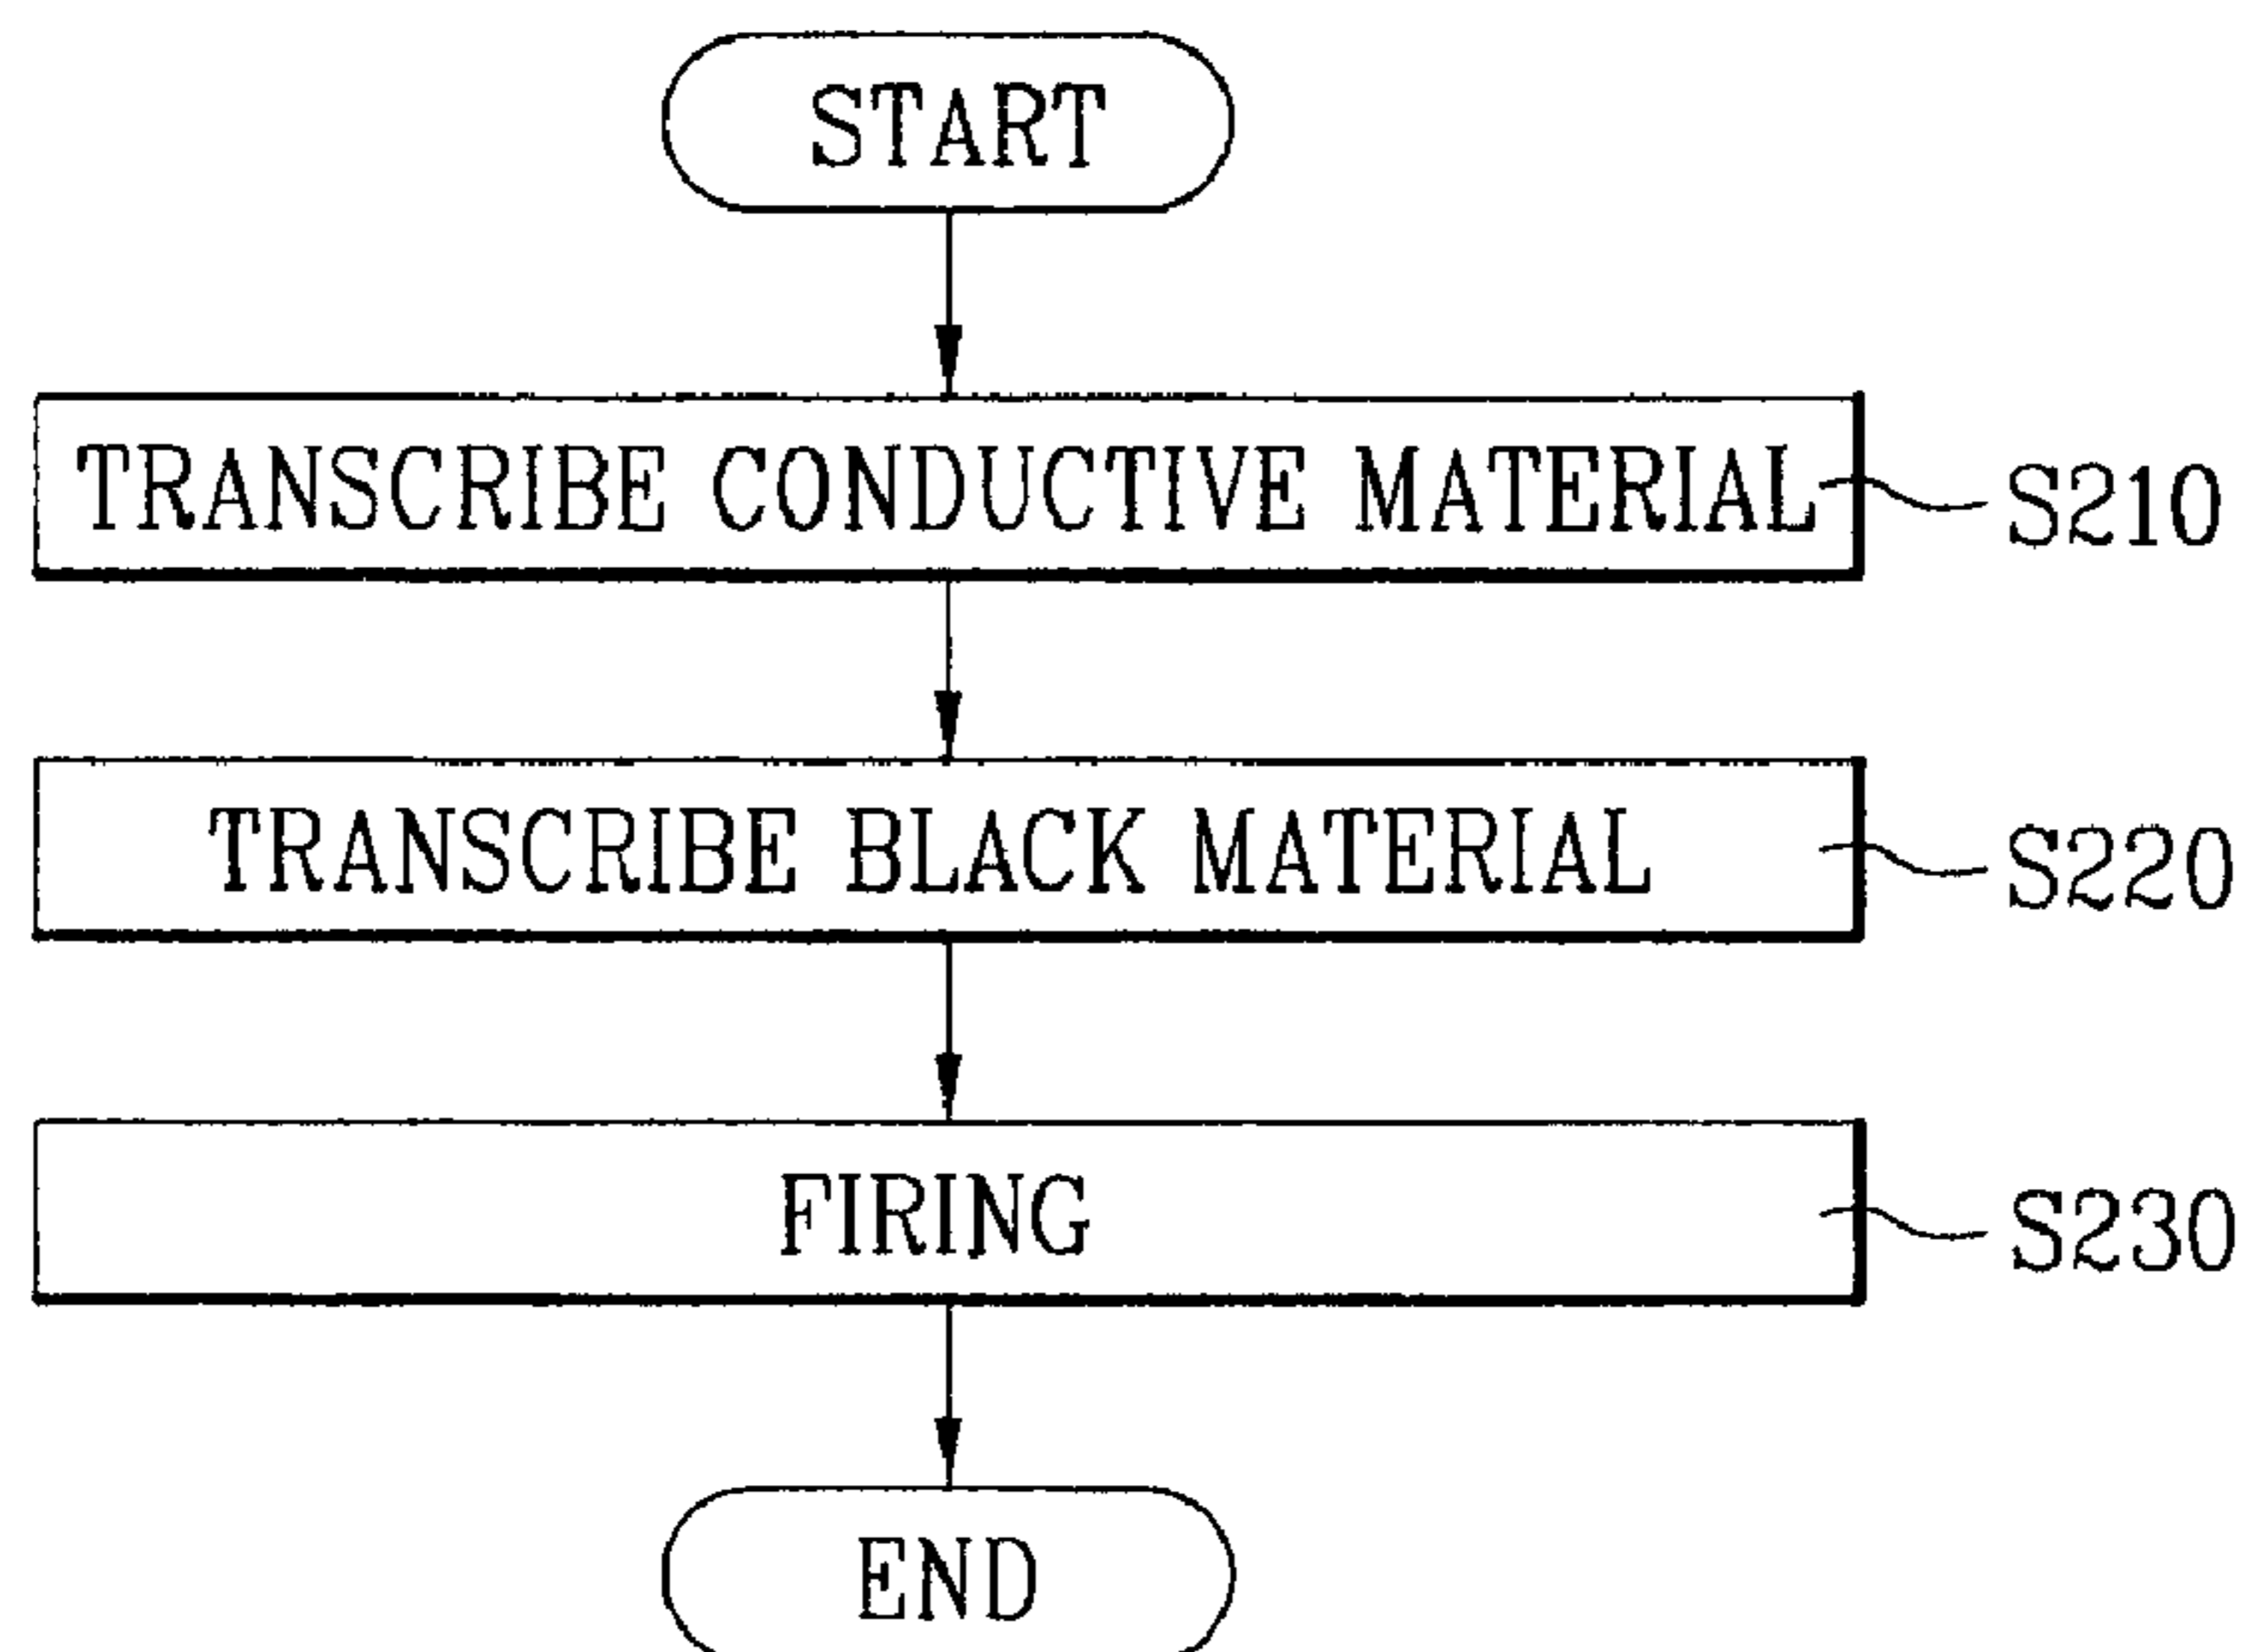 START
TRANSCRIBE CONDUCTIVE MATERIAL S210
TRANSCRIBE BLACK MATERIAL S220
FIRING S230
END